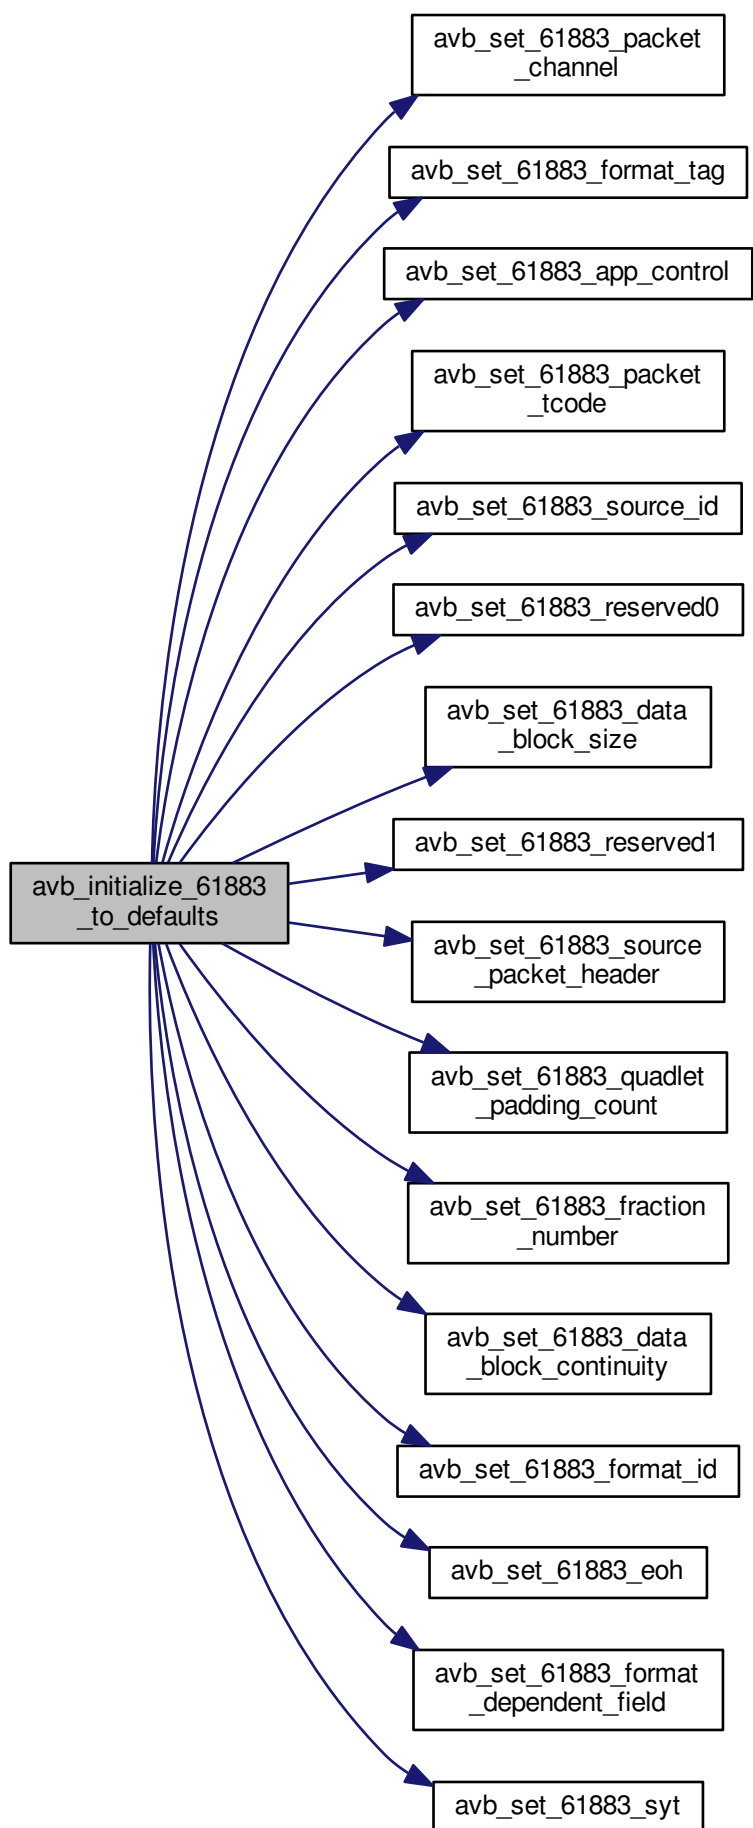 avb_set_61883_packet
_channel
avb_set_61883_format_tag
avb_set_61883_app_control
avb_set_61883_packet
_tcode
avb_set_61883_source_id
avb_set_61883_reserved0
avb_set_61883_data
_block_size
avb_set_61883_reserved1
avb_initialize_61883
_to_defaults
avb_set_61883_source
_packet_header
avb_set_61883_quadlet
_padding_count
avb_set_61883_fraction
_number
avb_set_61883_data
_block_continuity
avb_set_61883_format_id
avb_set_61883_eoh
avb_set_61883_format
_dependent_field
avb_set_61883_syt